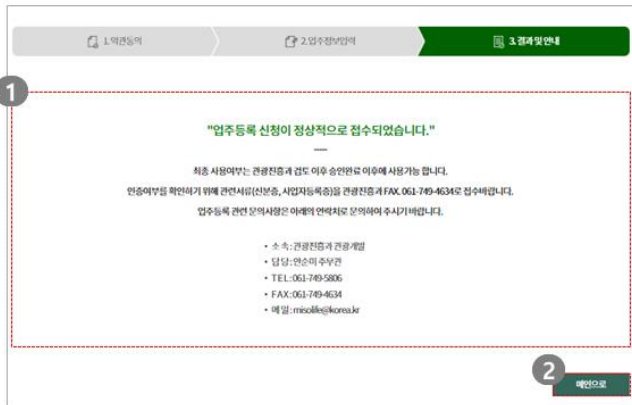 1.약관동의
2.업주정보입력
3.결과및안내
1
"업주등록 신청이 정상적으로 접수되었습니다."
최종 사용여부는 관광진흥과 검토 이후 승인완료 이후에 사용가능 합니다.
인증여부를 확인하기 위해 관련서류(신분증, 사업자등록증)을 관광진흥과 FAX. 061-749-4634로 접수바랍니다.
업주등록 관련 문의사항은 아래의 연락처로 문의하여 주시기 바랍니다.
• 소 속 : 관광진흥과 관광개발
• 담 당 : 안순미 주무관
• TEL : 061-749-5806
• FAX : 061-749-4634
• 메 일 : misolife@korea.kr
2
메인으로